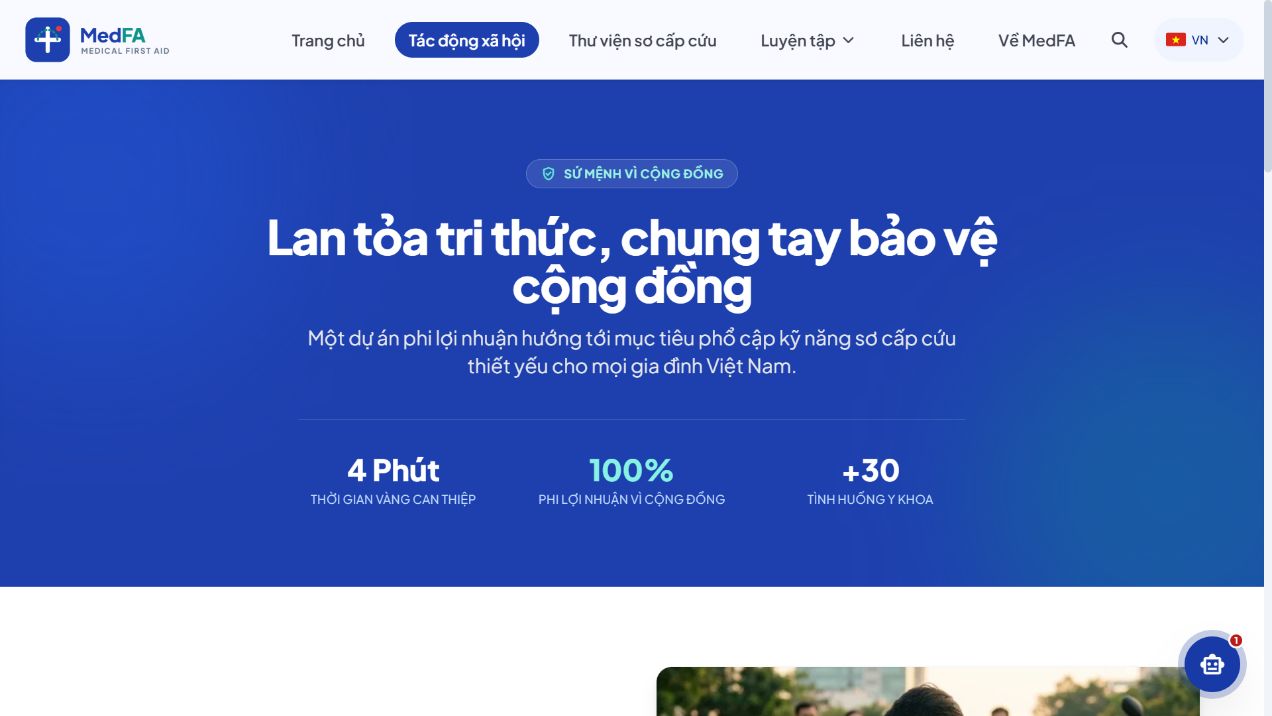 MedFA
MEDICAL FIRST AID
Trang chủ
Tác động xã hội
Thư viện sơ cấp cứu
Luyện tập
Liên hệ
Về MedFA
VN
SỨ MỆNH VÌ CỘNG ĐỒNG
Lan tỏa tri thức, chung tay bảo vệ
cộng đồng
Một dự án phi lợi nhuận hướng tới mục tiêu phổ cập kỹ năng sơ cấp cứu
thiết yếu cho mọi gia đình Việt Nam.
4 Phút
THỜI GIAN VÀNG CAN THIỆP
100%
PHI LỢI NHUẬN VÌ CỘNG ĐỒNG
+30
TÌNH HUỐNG Y KHOA
1